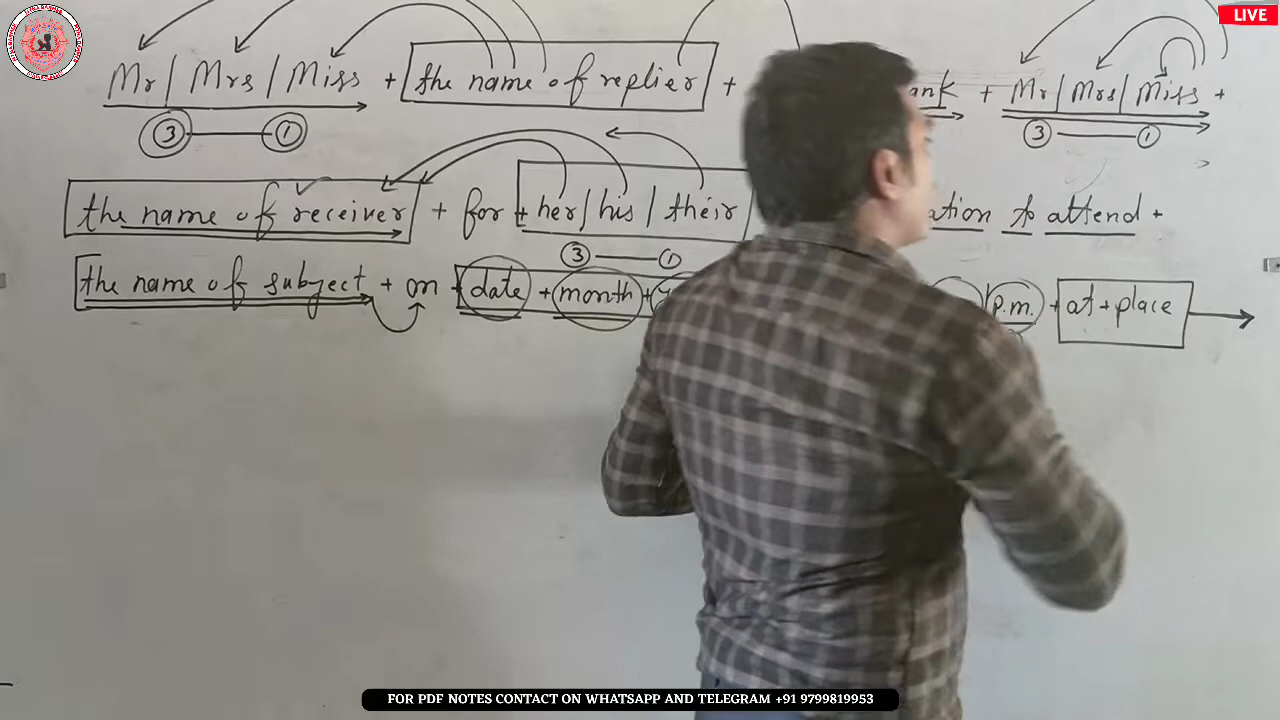 LIVE
Mr / Mrs / Miss + the name of replier + + Mr / Mrs / Miss +
③ ① ③ ①
the name of receiver + for + her / his / their to attend +
③ ①
the name of subject + on + date + month + p.m. + at + place
FOR PDF NOTES CONTACT ON WHATSAPP AND TELEGRAM +91 9799819953